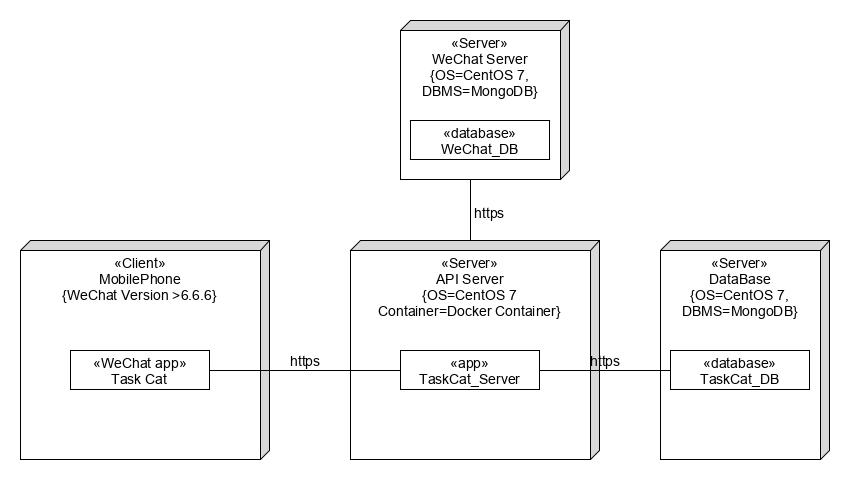 «Server»
WeChat Server
{OS=CentOS 7,
DBMS=MongoDB}
«database»
WeChat_DB
https
«Client»
MobilePhone
{WeChat Version >6.6.6}
«WeChat app»
Task Cat
https
«Server»
API Server
{OS=CentOS 7
Container=Docker Container}
«app»
TaskCat_Server
https
«Server»
DataBase
{OS=CentOS 7,
DBMS=MongoDB}
«database»
TaskCat_DB